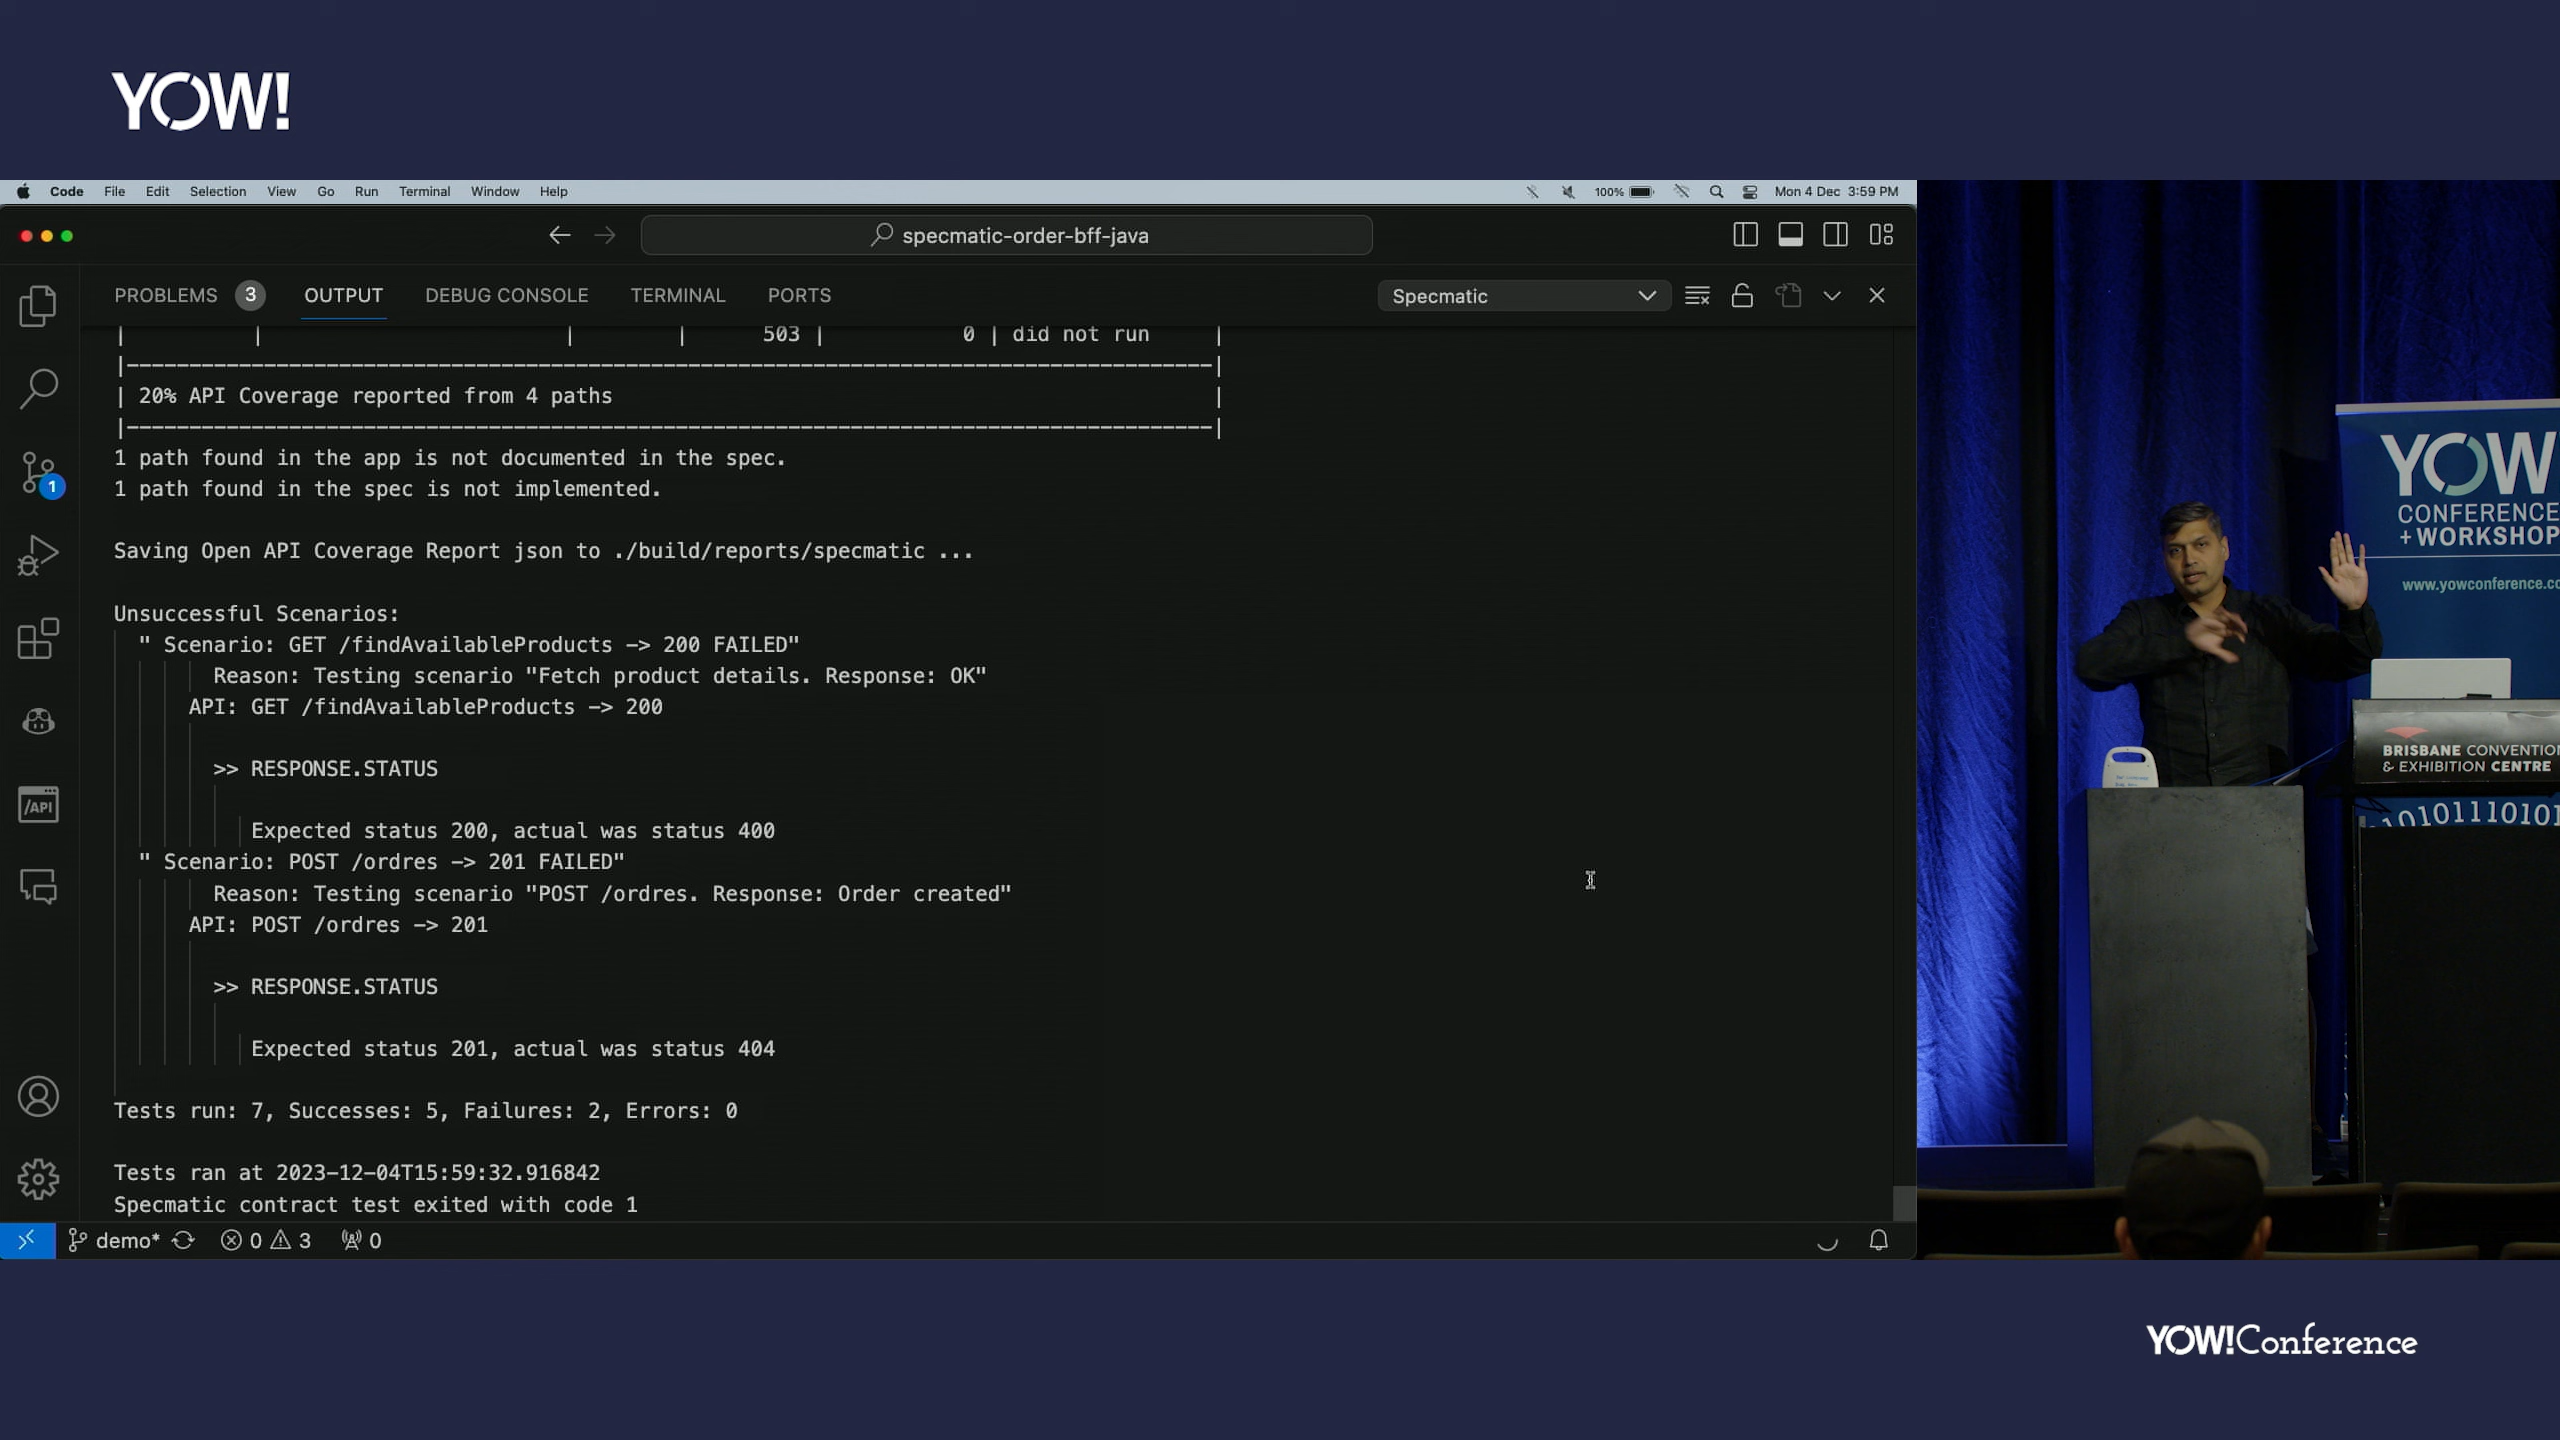 YOW!
Code File Edit Selection View Go Run Terminal Window Help 100% Mon 4 Dec 3:59 PM
specmatic-order-bff-java
PROBLEMS 3 OUTPUT DEBUG CONSOLE TERMINAL PORTS Specmatic
| | | | 503 | 0 | did not run |
|---------------------------------------------------------------------------------------|
| 20% API Coverage reported from 4 paths |
|---------------------------------------------------------------------------------------|
1 path found in the app is not documented in the spec.
1 path found in the spec is not implemented.
Saving Open API Coverage Report json to ./build/reports/specmatic ...
Unsuccessful Scenarios:
" Scenario: GET /findAvailableProducts -> 200 FAILED"
Reason: Testing scenario "Fetch product details. Response: OK"
API: GET /findAvailableProducts -> 200
>> RESPONSE.STATUS
Expected status 200, actual was status 400
" Scenario: POST /ordres -> 201 FAILED"
Reason: Testing scenario "POST /ordres. Response: Order created"
API: POST /ordres -> 201
>> RESPONSE.STATUS
Expected status 201, actual was status 404
Tests run: 7, Successes: 5, Failures: 2, Errors: 0
Tests ran at 2023-12-04T15:59:32.916842
Specmatic contract test exited with code 1
1
/API
demo* 0 3 0
YOW
CONFERENCE
+WORKSHOP
www.yowconference.co
BRISBANE CONVENTION
& EXHIBITION CENTRE
10101110101
YOW!Conference